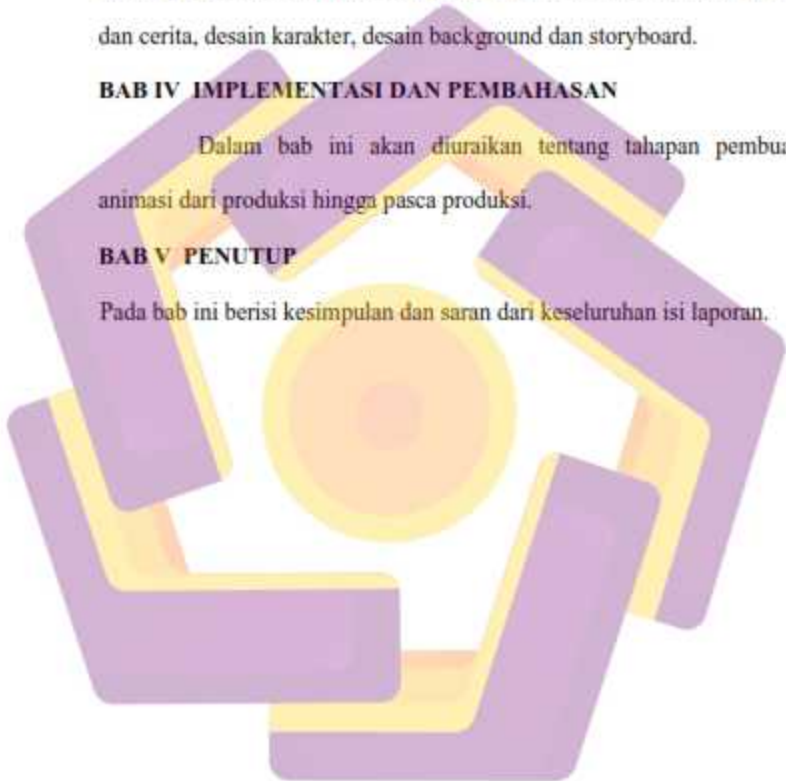 dan cerita, desain karakter, desain background dan storyboard.
BAB IV IMPLEMENTASI DAN PEMBAHASAN
Dalam bab ini akan diuraikan tentang tahapan
animasi dari produksi hingga pasca produksi.
BAB V PENUTUP
Pada bab ini berisi kesimpulan dan saran dari keseluruhan isi laporan.